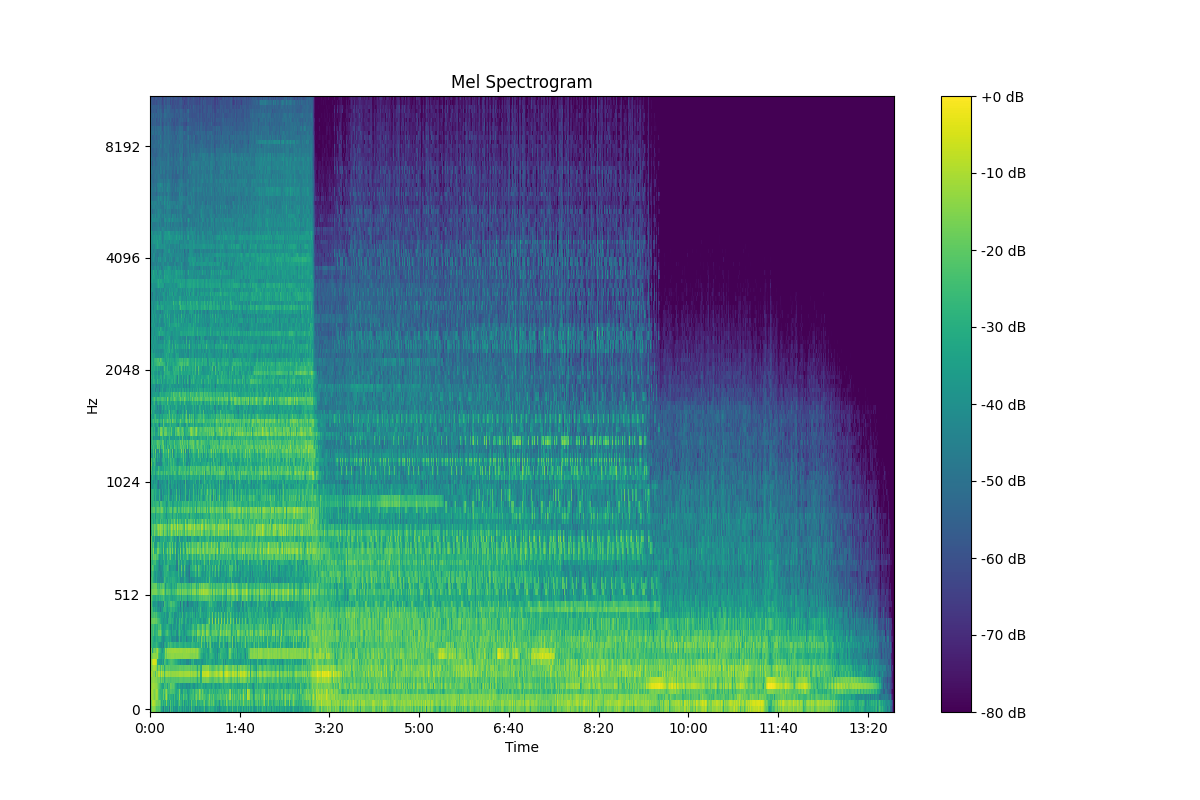 Mel Spectrogram
+0 dB
8192
-10 dB
-20 dB
4096
-30 dB
2048
-40 dB
Hz
1024
-50 dB
-60 dB
512
-70 dB
0
-80 dB
0:00 1:40 3:20 5:00 6:40 8:20 10:00 11:40 13:20
Time